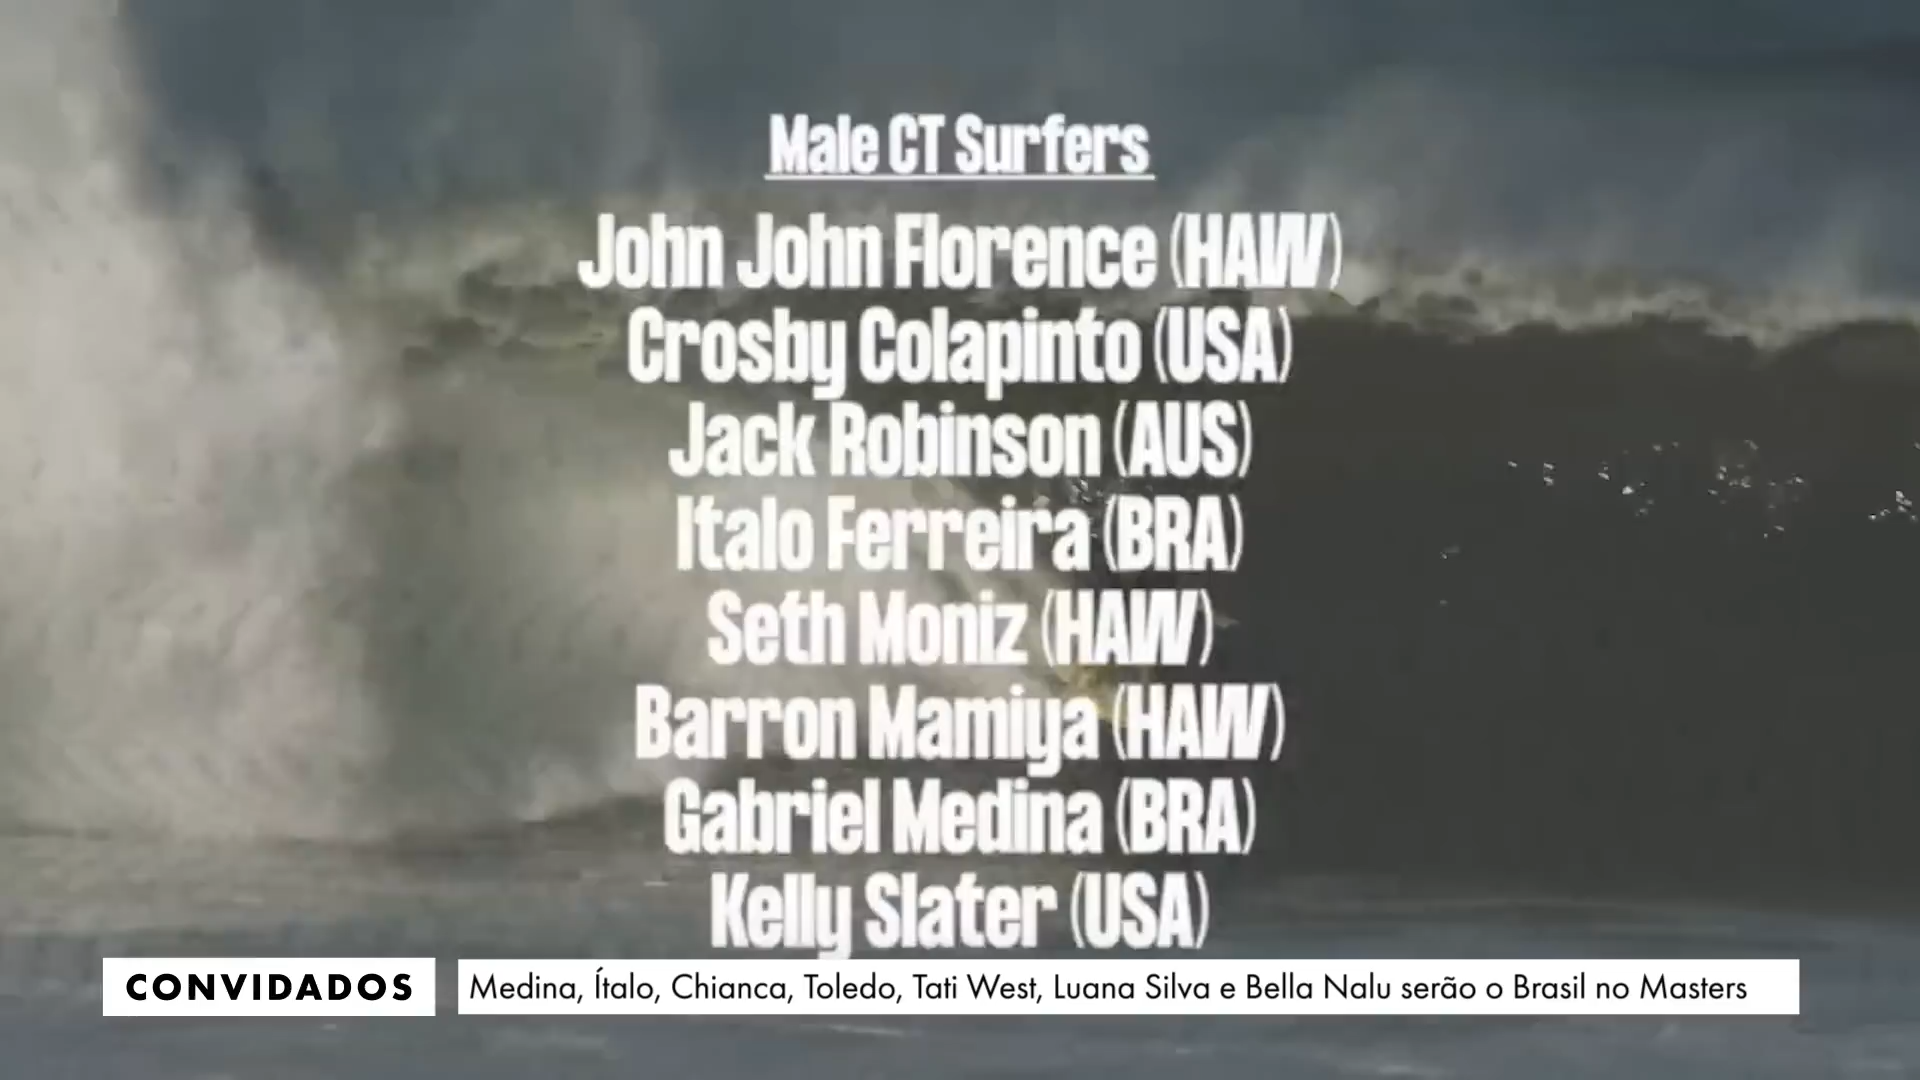 Male CT Surfers
John John Florence (HAW)
Crosby Colapinto (USA)
Jack Robinson (AUS)
Italo Ferreira (BRA)
Seth Moniz (HAW)
Barron Mamiya (HAW)
Gabriel Medina (BRA)
Kelly Slater (USA)
CONVIDADOS
Medina, Ítalo, Chianca, Toledo, Tati West, Luana Silva e Bella Nalu serão o Brasil no Masters